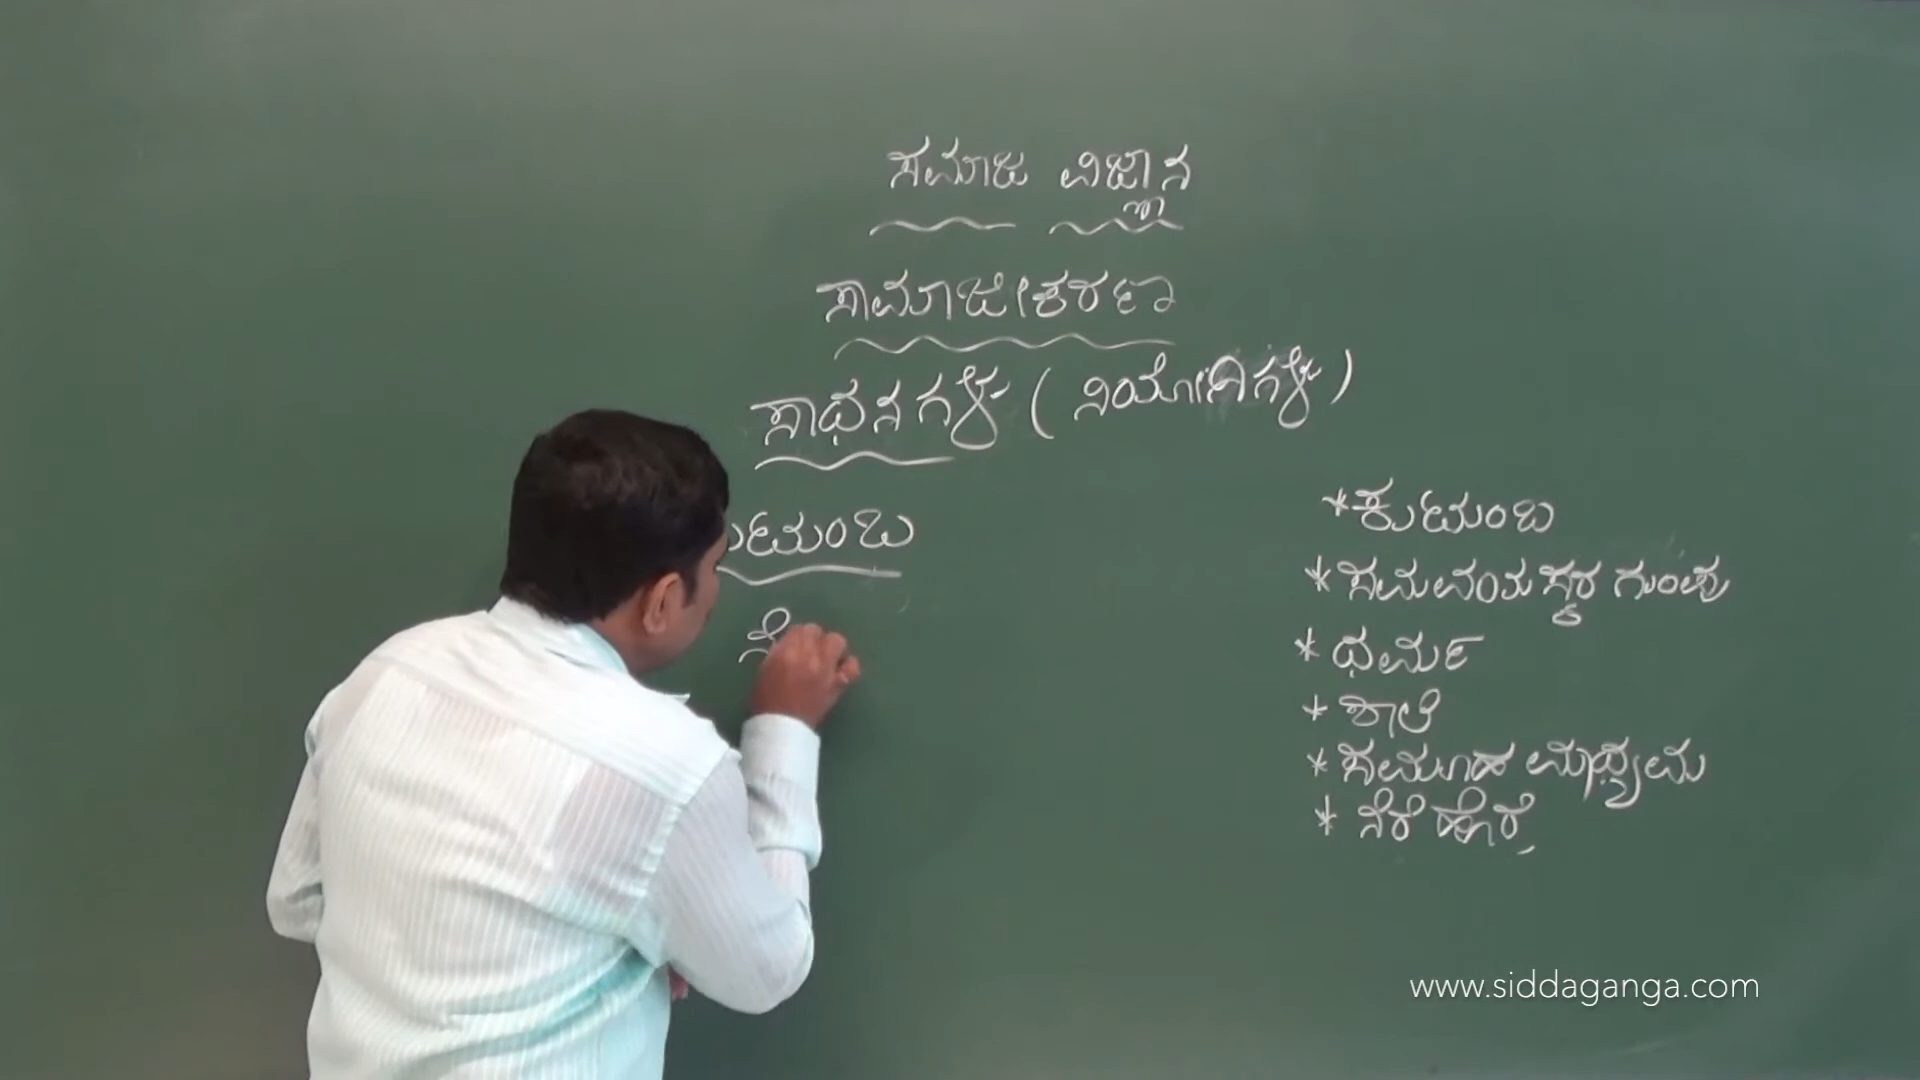 ಸಮಾಜ ವಿಜ್ಞಾನ
ಸಾಮಾಜೀಕರಣ
ಸಾಧನಗಳು (ನಿಯೋಗಿಗಳು)
ುಟುಂಬ
*ಕುಟುಂಬ
*ಸಮವಯಸ್ಕರ ಗುಂಪು
* ಧರ್ಮ
* ಶಾಲೆ
*ಸಮೂಹ ಮಾಧ್ಯಮ
* ನೆರೆಹೊರೆ
www.siddaganga.com